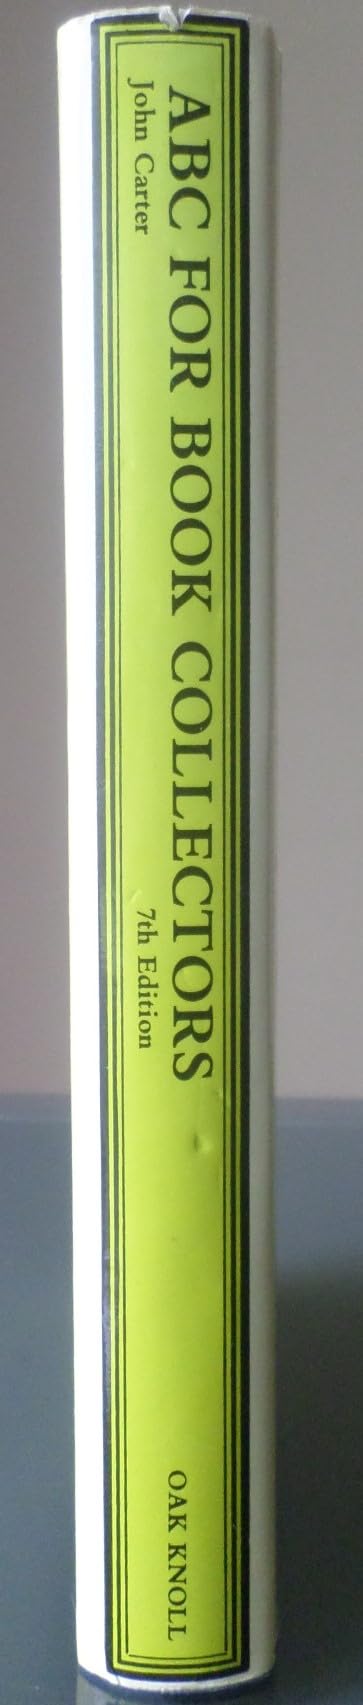 ABC FOR BOOK COLLECTORS
John Carter
7th Edition
OAK KNOLL